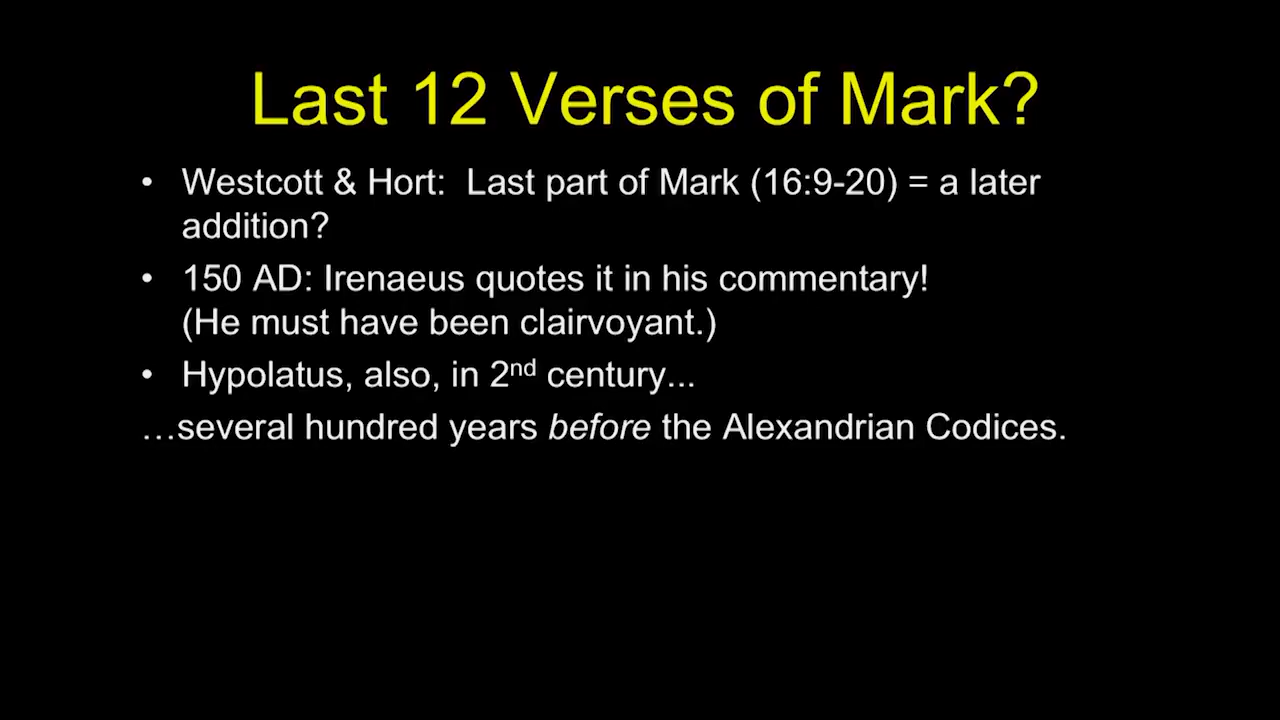 Last 12 Verses of Mark?
• Westcott & Hort:  Last part of Mark (16:9-20) = a later
addition?
• 150 AD: Irenaeus quotes it in his commentary!
(He must have been clairvoyant.)
• Hypolatus, also, in 2nd century...
…several hundred years before the Alexandrian Codices.